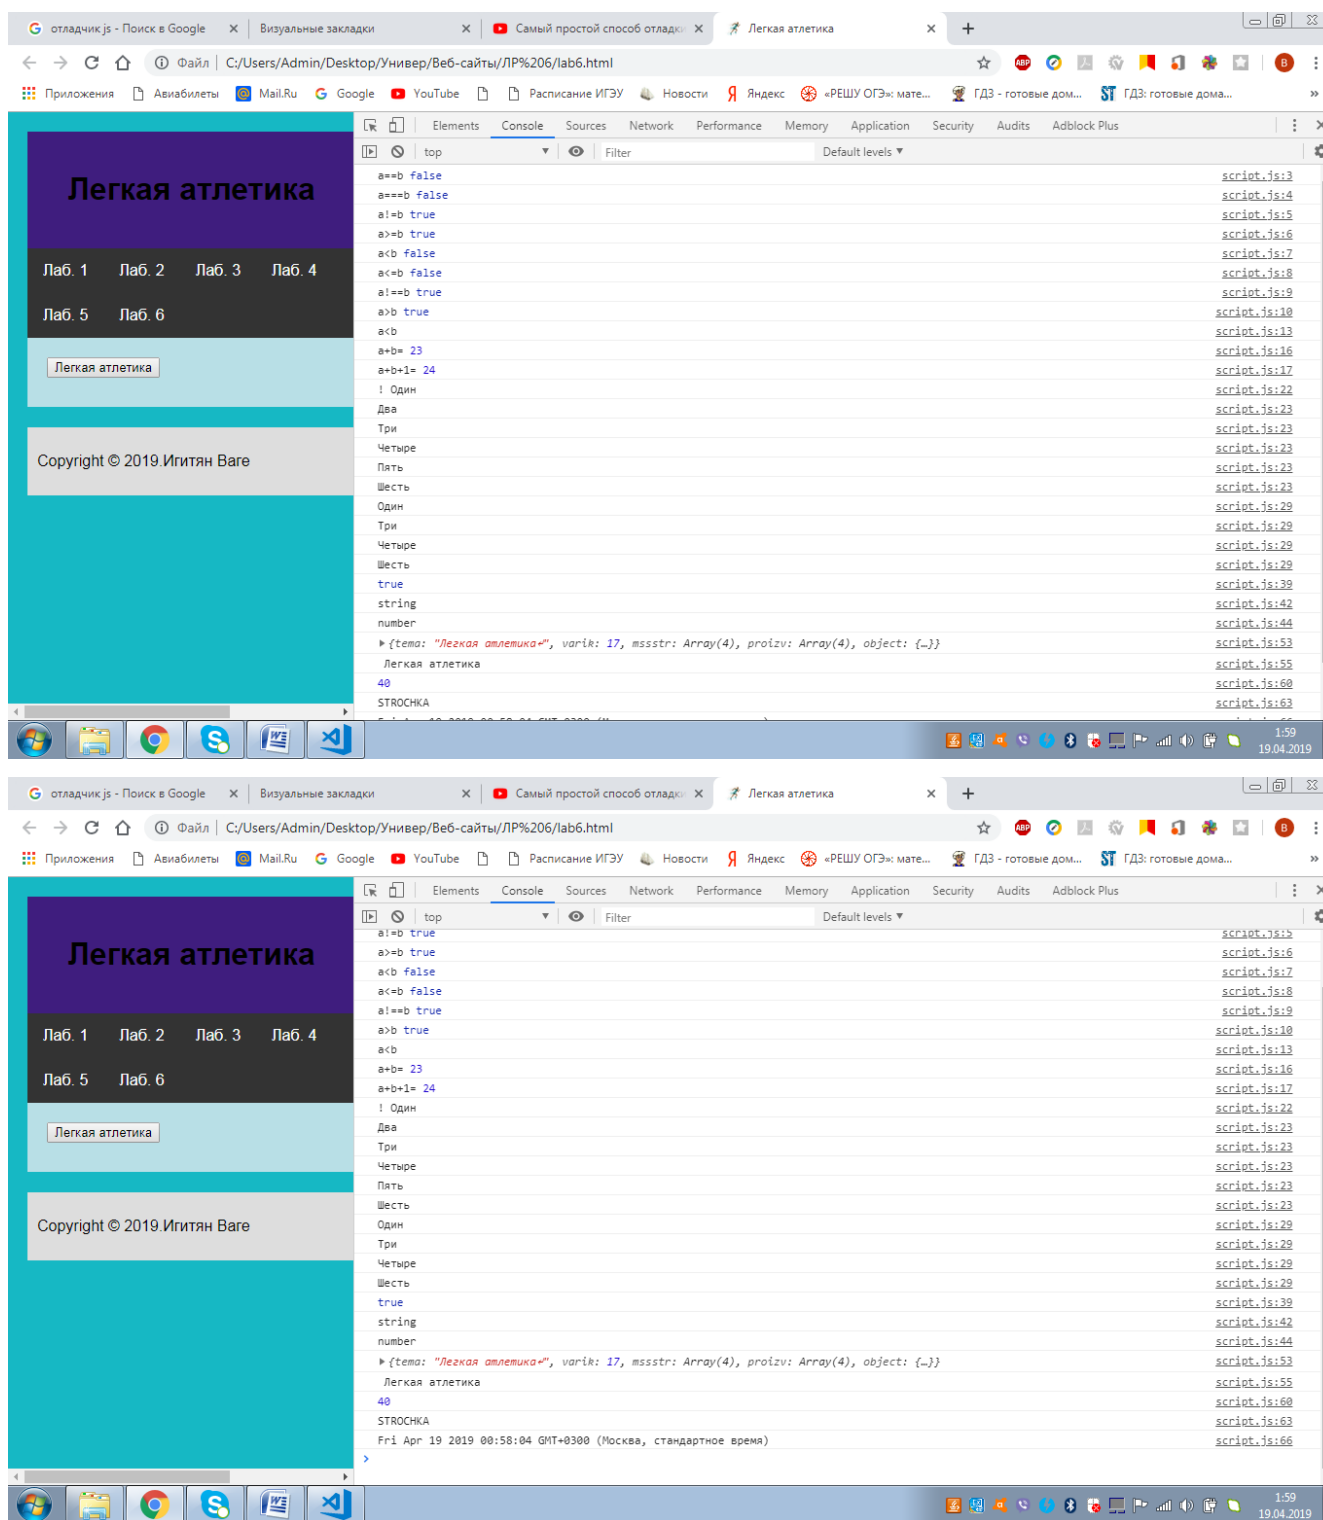 отладчик js - Поиск в Google
Визуальные закладки
Самый простой способ отладки
Легкая атлетика
Файл | C:/Users/Admin/Desktop/Универ/Веб-сайты/ЛР%206/lab6.html
Приложения Авиабилеты Mail.Ru Google YouTube Расписание ИГЭУ Новости Яндекс «РЕШУ ОГЭ»: мате... ГДЗ - готовые дом... ГДЗ: готовые дома...
Elements Console Sources Network Performance Memory Application Security Audits Adblock Plus
top Filter Default levels ▼
Легкая атлетика
Лаб. 1 Лаб. 2 Лаб. 3 Лаб. 4
Лаб. 5 Лаб. 6
Легкая атлетика
Copyright © 2019.Игитян Ваге
a==b false script.js:3
a===b false script.js:4
a!=b true script.js:5
a>=b true script.js:6
a<b false script.js:7
a<=b false script.js:8
a!==b true script.js:9
a>b true script.js:10
a<b script.js:13
a+b= 23 script.js:16
a+b+1= 24 script.js:17
! Один script.js:22
Два script.js:23
Три script.js:23
Четыре script.js:23
Пять script.js:23
Шесть script.js:23
Один script.js:29
Три script.js:29
Четыре script.js:29
Шесть script.js:29
true script.js:39
string script.js:42
number script.js:44
{tema: "Легкая атлетика↵", varik: 17, mssstr: Array(4), proizv: Array(4), object: {…}} script.js:53
Легкая атлетика script.js:55
40 script.js:60
STROCHKA script.js:63
1:59
19.04.2019
отладчик js - Поиск в Google
Визуальные закладки
Самый простой способ отладки
Легкая атлетика
Файл | C:/Users/Admin/Desktop/Универ/Веб-сайты/ЛР%206/lab6.html
Приложения Авиабилеты Mail.Ru Google YouTube Расписание ИГЭУ Новости Яндекс «РЕШУ ОГЭ»: мате... ГДЗ - готовые дом... ГДЗ: готовые дома...
Elements Console Sources Network Performance Memory Application Security Audits Adblock Plus
top Filter Default levels ▼
Легкая атлетика
Лаб. 1 Лаб. 2 Лаб. 3 Лаб. 4
Лаб. 5 Лаб. 6
Легкая атлетика
Copyright © 2019.Игитян Ваге
a!=b true script.js:5
a>=b true script.js:6
a<b false script.js:7
a<=b false script.js:8
a!==b true script.js:9
a>b true script.js:10
a<b script.js:13
a+b= 23 script.js:16
a+b+1= 24 script.js:17
! Один script.js:22
Два script.js:23
Три script.js:23
Четыре script.js:23
Пять script.js:23
Шесть script.js:23
Один script.js:29
Три script.js:29
Четыре script.js:29
Шесть script.js:29
true script.js:39
string script.js:42
number script.js:44
{tema: "Легкая атлетика↵", varik: 17, mssstr: Array(4), proizv: Array(4), object: {…}} script.js:53
Легкая атлетика script.js:55
40 script.js:60
STROCHKA script.js:63
Fri Apr 19 2019 00:58:04 GMT+0300 (Москва, стандартное время) script.js:66
1:59
19.04.2019